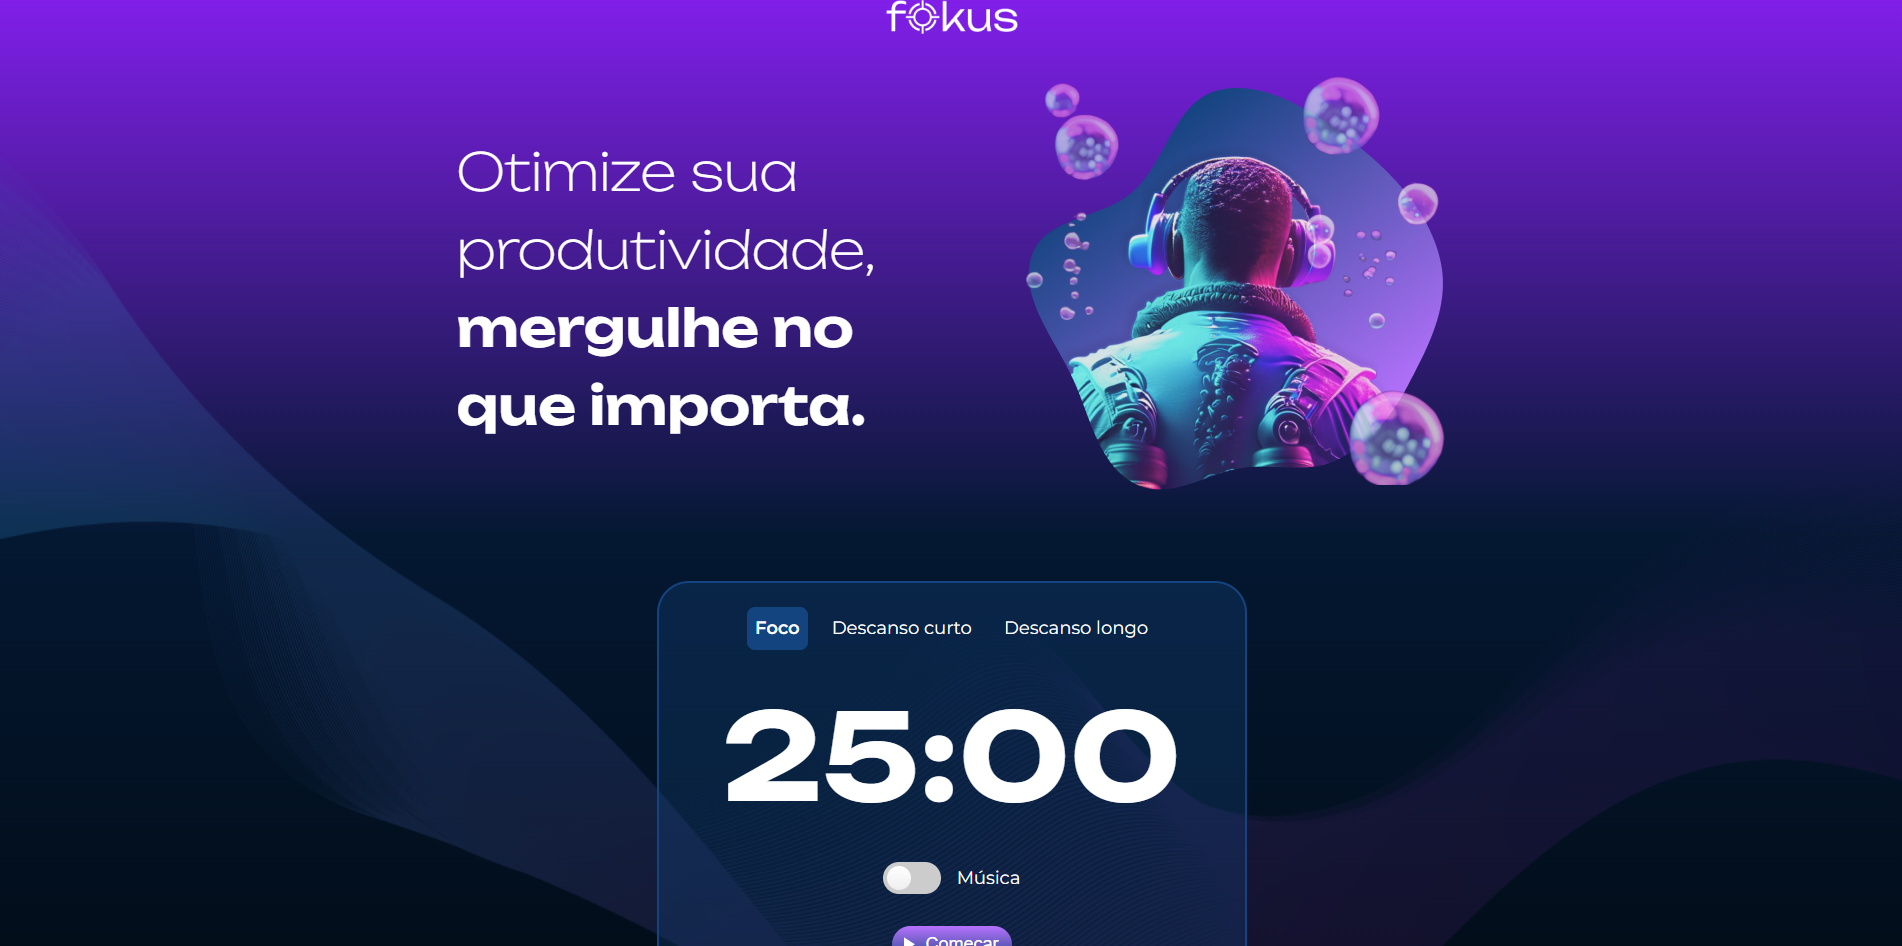 fokus
Otimize sua
produtividade,
mergulhe no
que importa.
Foco Descanso curto Descanso longo
25:00
Música
Começar